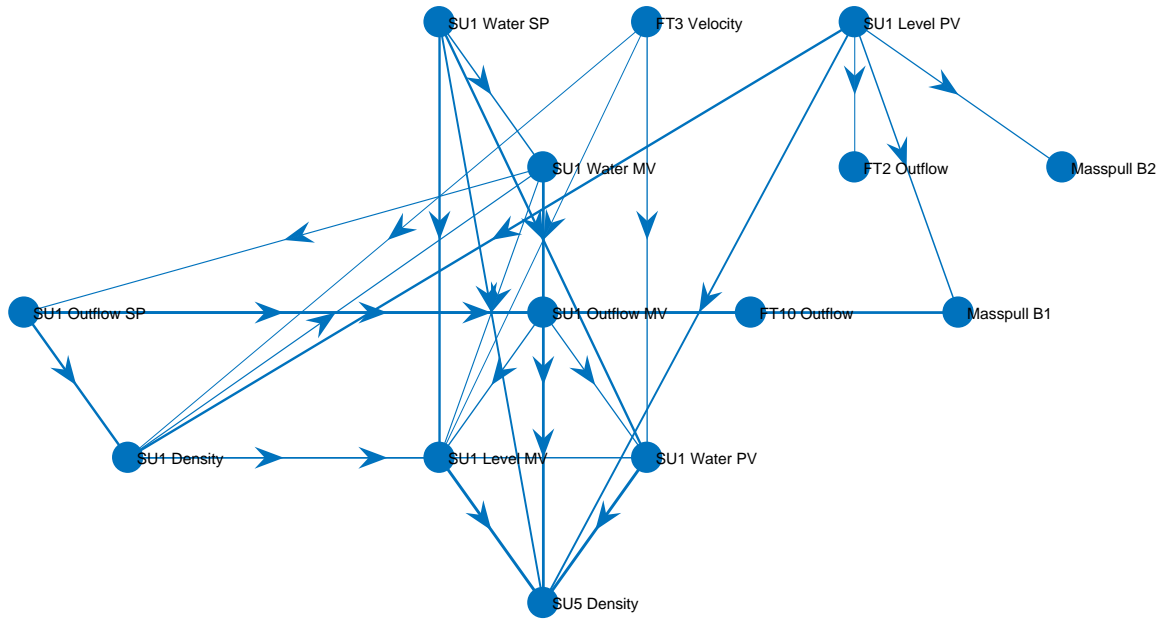 SU1 Water SP
FT3 Velocity
SU1 Level PV
SU1 Water MV
FT2 Outflow
Masspull B2
SU1 Outflow SP
SU1 Outflow MV
FT10 Outflow
Masspull B1
SU1 Density
SU1 Level MV
SU1 Water PV
SU5 Density